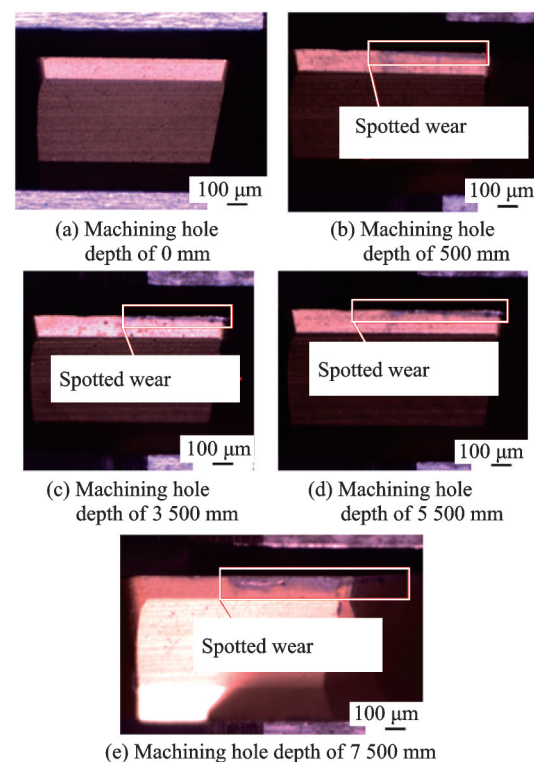 100 μm
(a) Machining hole
depth of 0 mm
Spotted wear
100 μm
(b) Machining hole
depth of 500 mm
Spotted wear
100 μm
(c) Machining hole
depth of 3 500 mm
Spotted wear
100 μm
(d) Machining hole
depth of 5 500 mm
Spotted wear
100 μm
(e) Machining hole depth of 7 500 mm